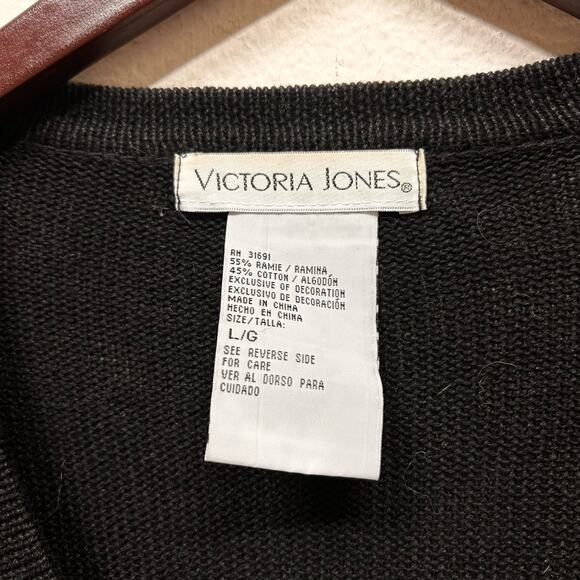 VICTORIA JONES®
RN 31691
55% RAMIE / RAMINA
45% COTTON / ALGODÓN
EXCLUSIVE OF DECORATION
EXCLUSIVO DE DECORACIÓN
MADE IN CHINA
HECHO EN CHINA
SIZE/TALLA:
L/G
SEE REVERSE SIDE
FOR CARE
VER AL DORSO PARA
CUIDADO